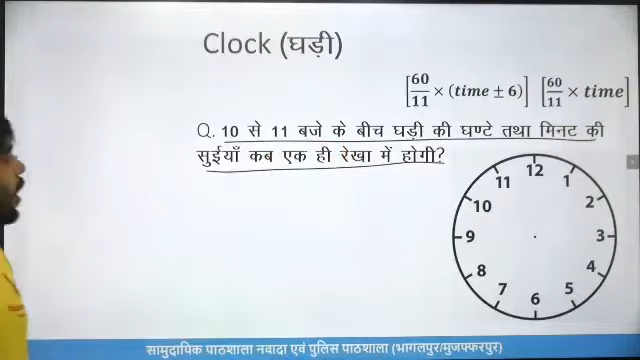 Clock (घड़ी)
[60/11 × (time ± 6)] [60/11 × time]
Q. 10 से 11 बजे के बीच घड़ी की घण्टे तथा मिनट की
सुईयाँ कब एक ही रेखा में होगी?
12
11 1
10 2
9 3
8 4
7 5
6
सामुदायिक पाठशाला नवादा एवं पुलिस पाठशाला (भागलपुर/मुजफ्फरपुर)